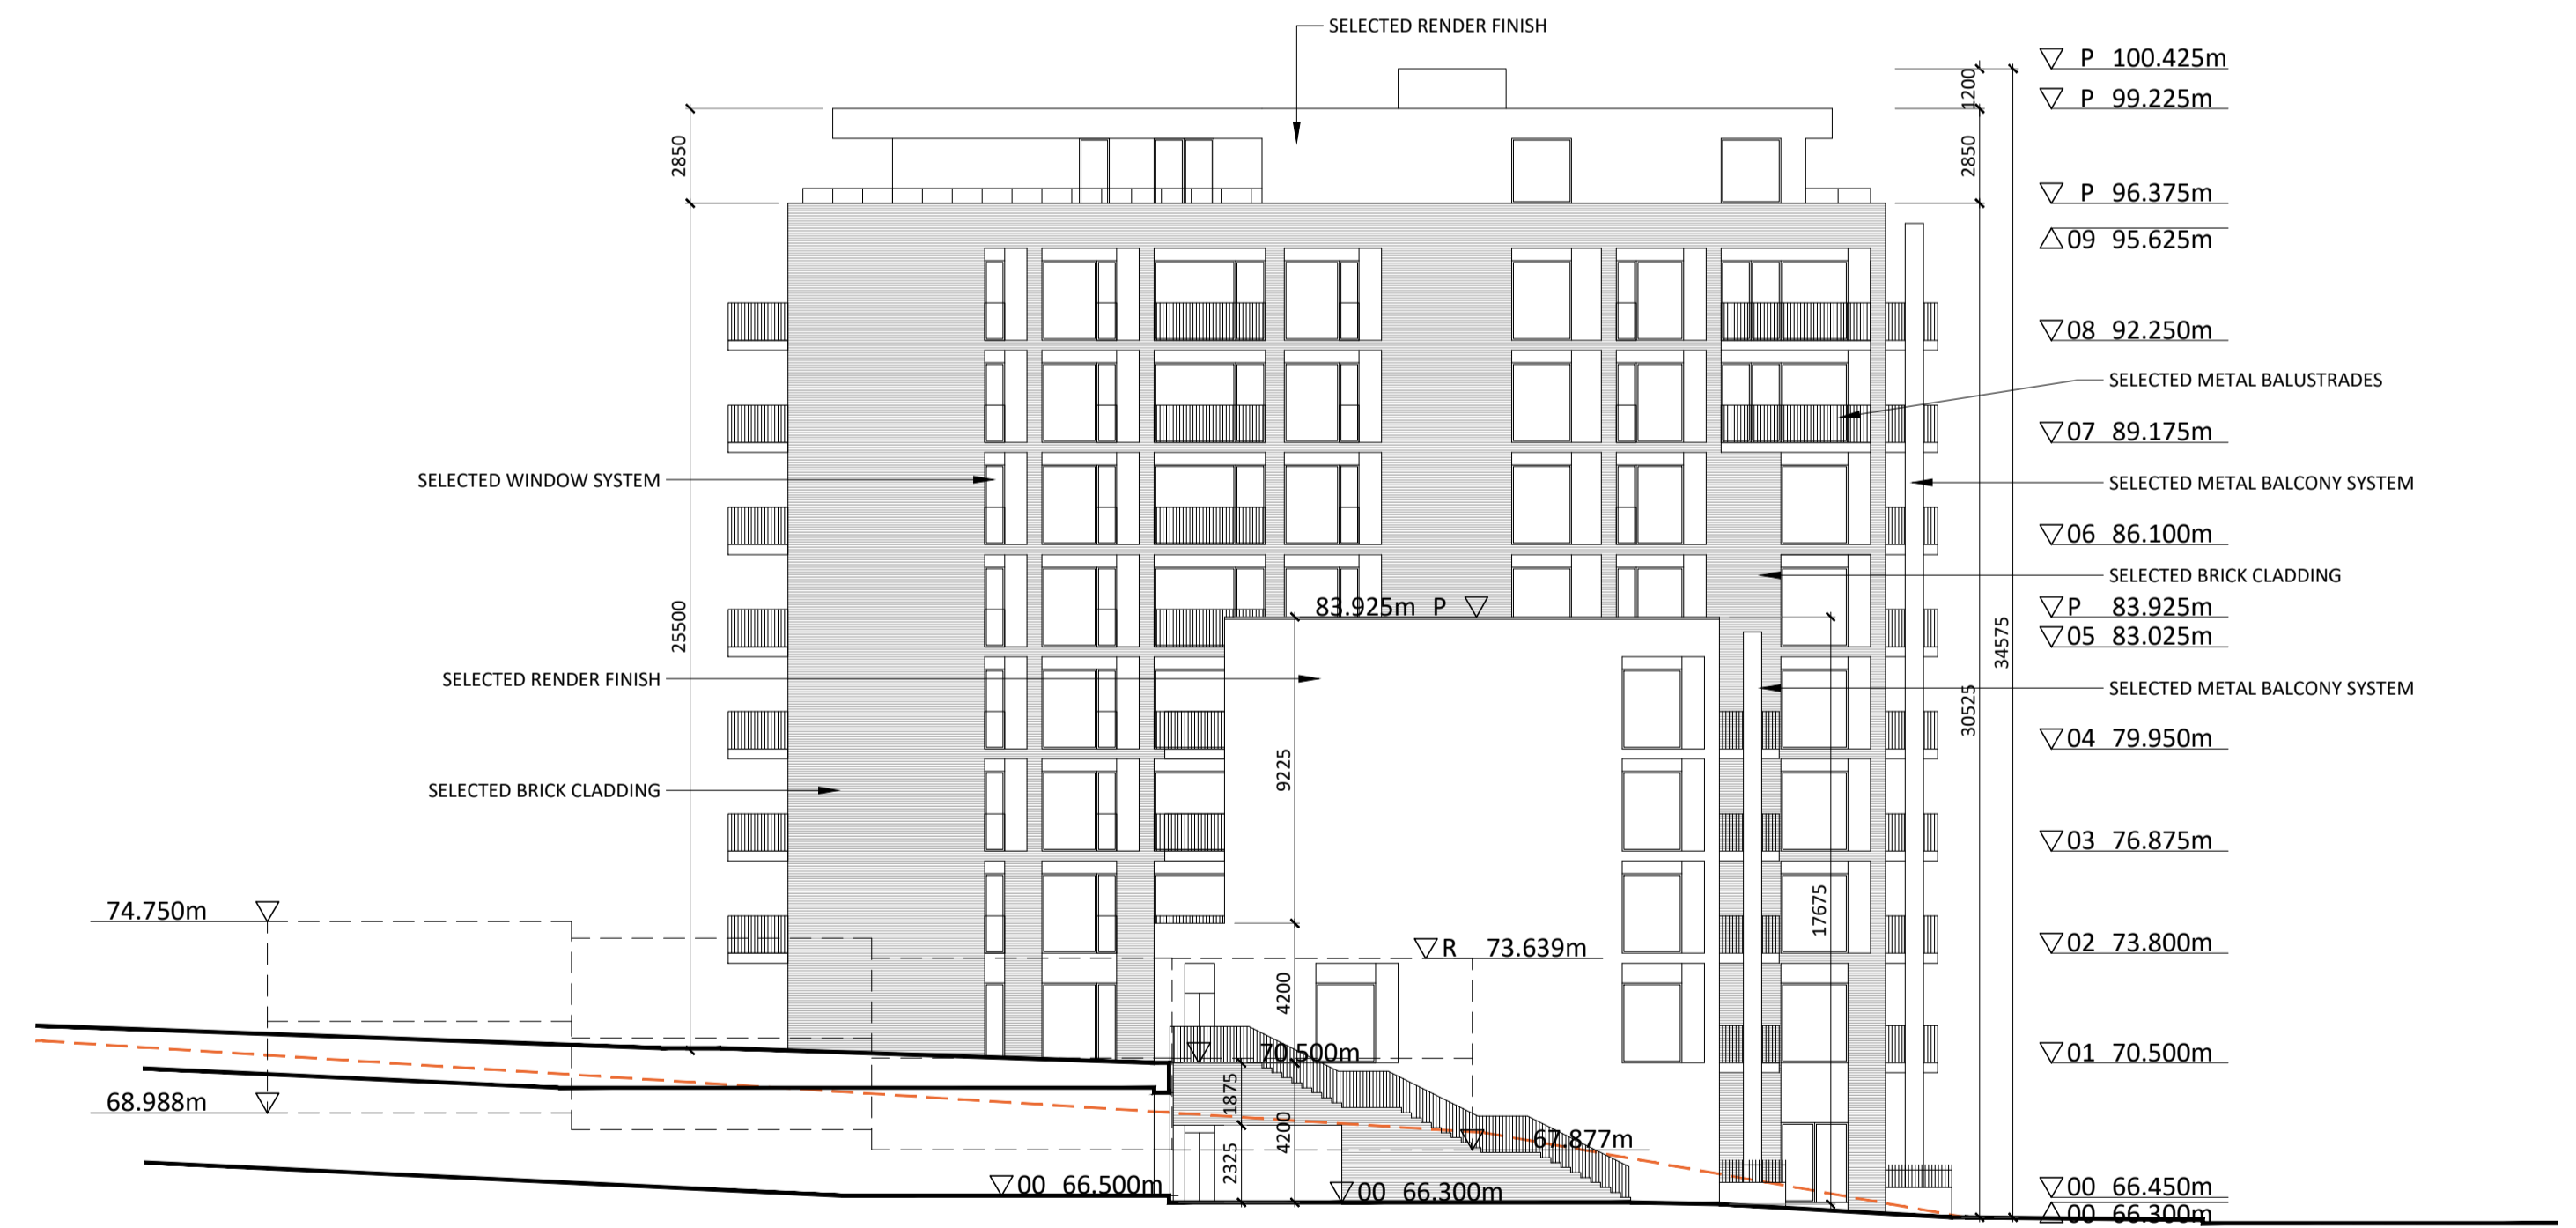 SELECTED RENDER FINISH
P 100.425m
1200
P 99.225m
2850
2850
P 96.375m
09 95.625m
08 92.250m
SELECTED METAL BALUSTRADES
07 89.175m
SELECTED WINDOW SYSTEM
SELECTED METAL BALCONY SYSTEM
06 86.100m
SELECTED BRICK CLADDING
83.925m P
P 83.925m
25500
34575
05 83.025m
SELECTED RENDER FINISH
SELECTED METAL BALCONY SYSTEM
30525
04 79.950m
9225
SELECTED BRICK CLADDING
03 76.875m
17675
74.750m
02 73.800m
R 73.639m
4200
70.500m
01 70.500m
1875
68.988m
4200
67.877m
2325
00 66.500m
00 66.300m
00 66.450m
00 66.300m